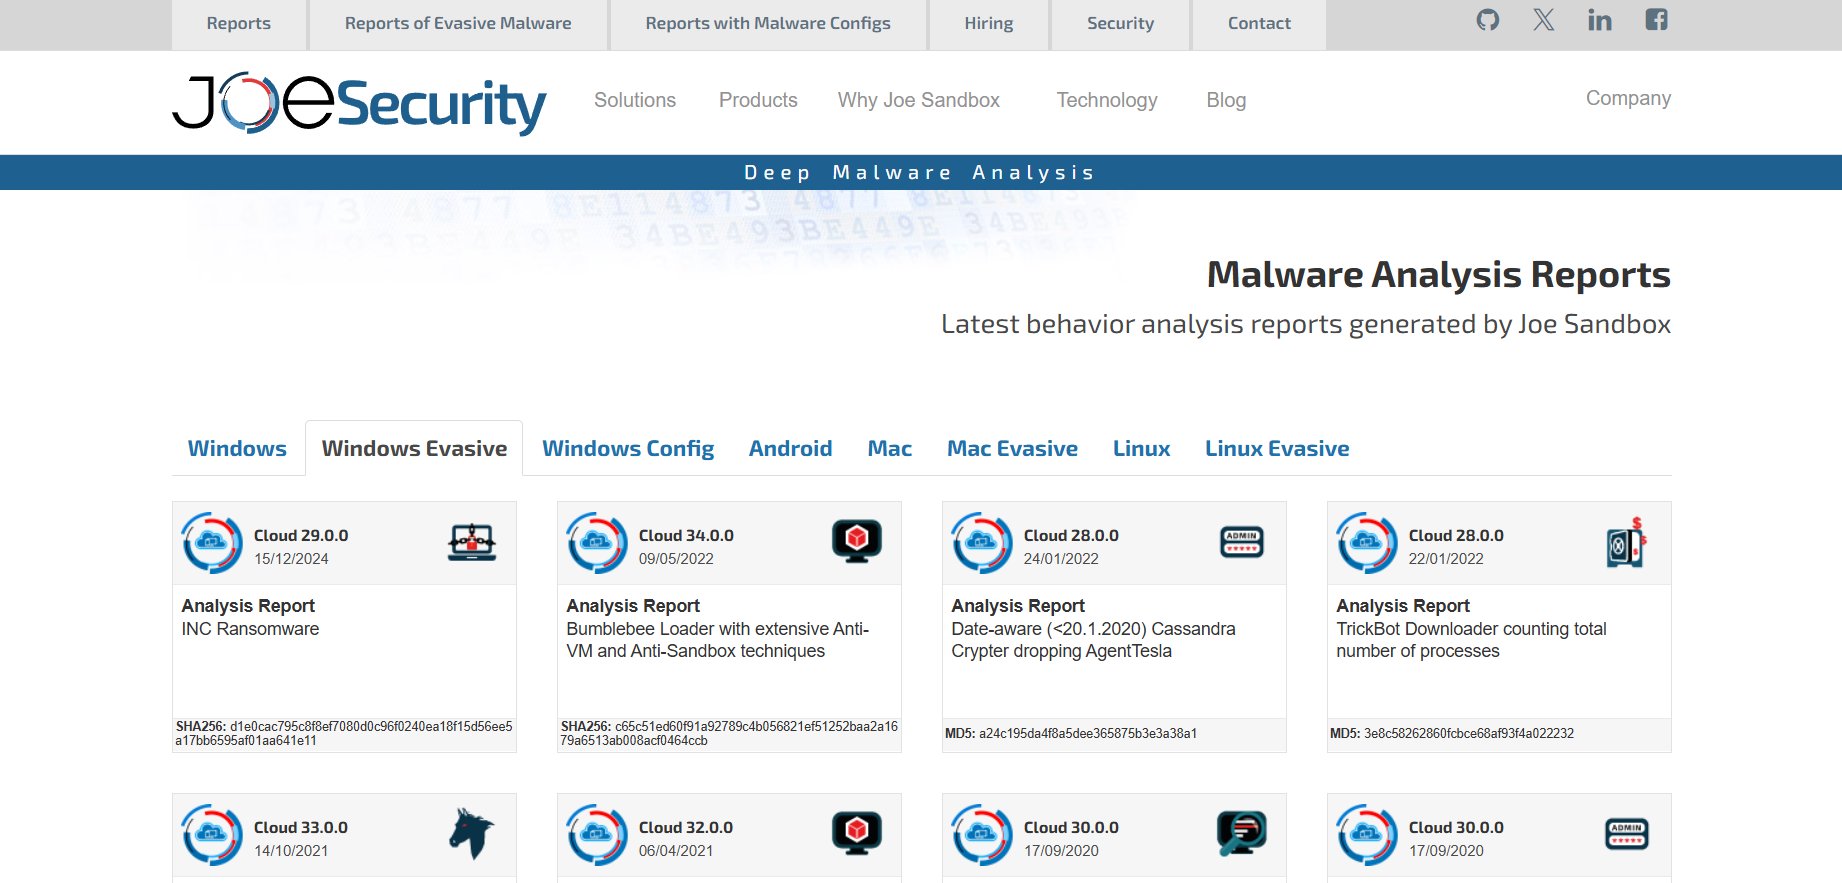 Reports
Reports of Evasive Malware
Reports with Malware Configs
Hiring
Security
Contact
JOeSecurity
Solutions
Products
Why Joe Sandbox
Technology
Blog
Company
Deep Malware Analysis
Malware Analysis Reports
Latest behavior analysis reports generated by Joe Sandbox
Windows
Windows Evasive
Windows Config
Android
Mac
Mac Evasive
Linux
Linux Evasive
Cloud 29.0.0
15/12/2024
Analysis Report
INC Ransomware
SHA256: d1e0cac795c8f8ef7080d0c96f0240ea18f15d56ee5
a17bb6595af01aa641e11
Cloud 34.0.0
09/05/2022
Analysis Report
Bumblebee Loader with extensive Anti-
VM and Anti-Sandbox techniques
SHA256: c65c51ed60f91a92789c4b056821ef51252baa2a16
79a6513ab008acf0464ccb
Cloud 28.0.0
24/01/2022
ADMIN
Analysis Report
Date-aware (<20.1.2020) Cassandra
Crypter dropping AgentTesla
MD5: a24c195da4f8a5dee365875b3e3a38a1
Cloud 28.0.0
22/01/2022
Analysis Report
TrickBot Downloader counting total
number of processes
MD5: 3e8c58262860fcbce68af93f4a022232
Cloud 33.0.0
14/10/2021
Cloud 32.0.0
06/04/2021
Cloud 30.0.0
17/09/2020
Cloud 30.0.0
17/09/2020
ADMIN